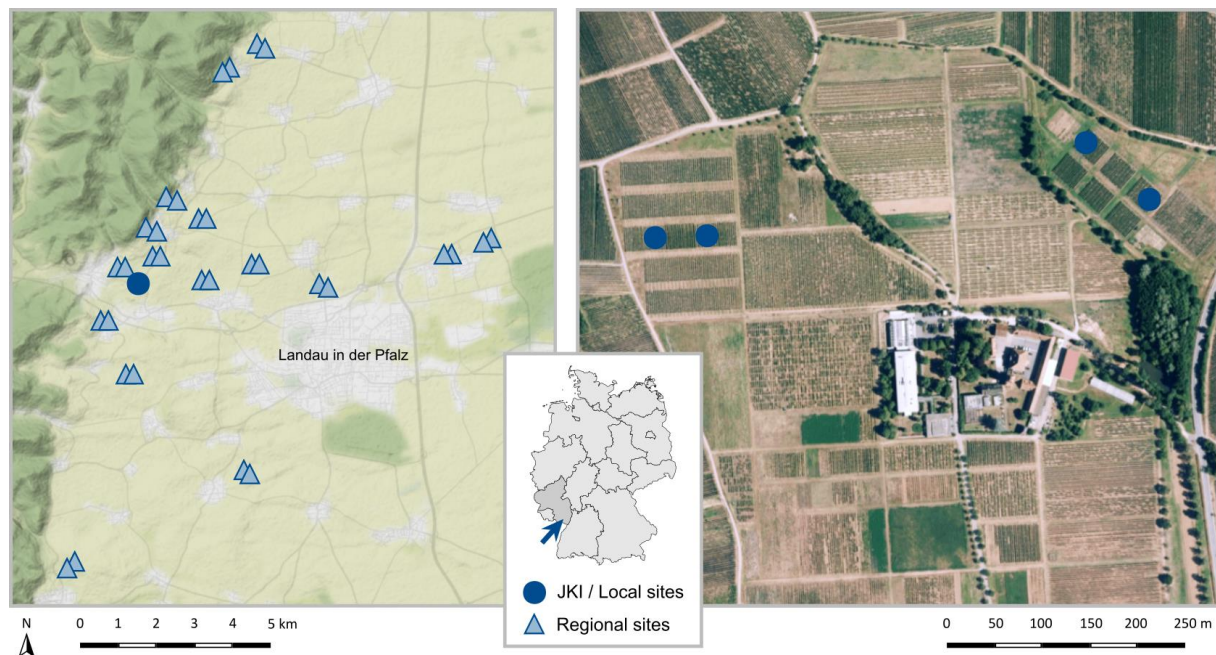 Landau in der Pfalz
JKI / Local sites
Regional sites
N
0 1 2 3 4 5 km
0 50 100 150 200 250 m